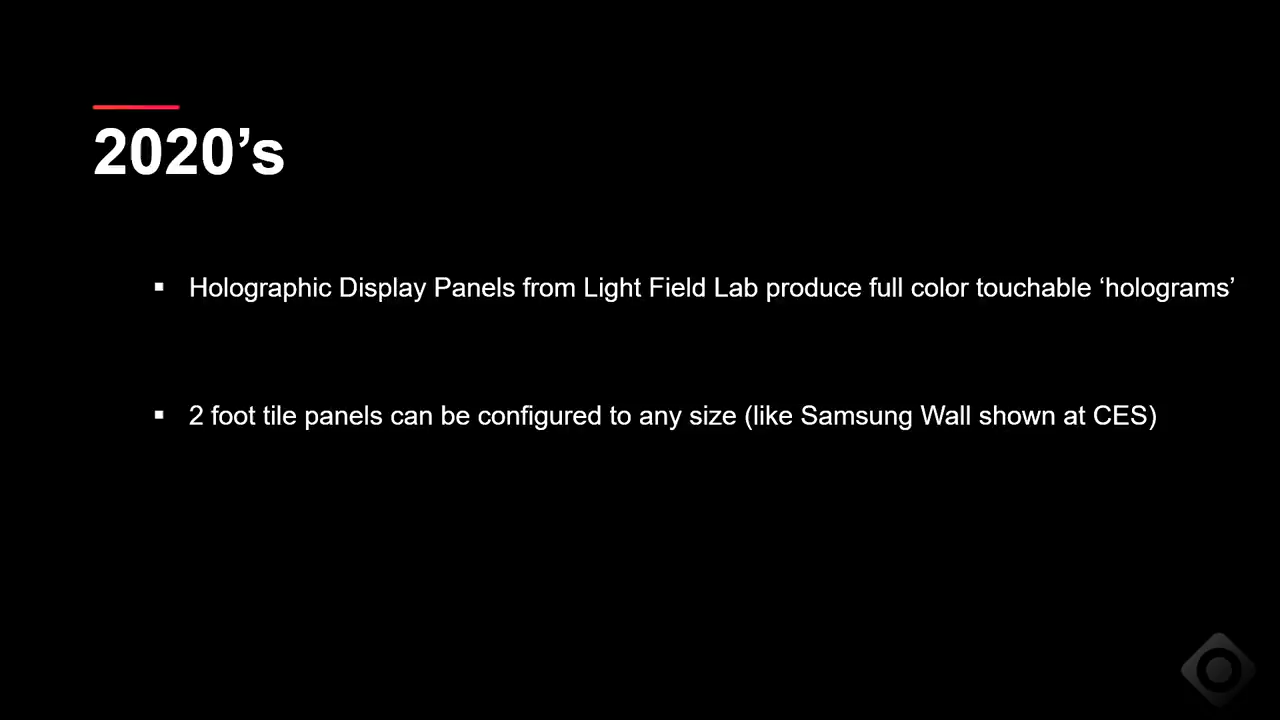 2020’s
▪ Holographic Display Panels from Light Field Lab produce full color touchable ‘holograms’
▪ 2 foot tile panels can be configured to any size (like Samsung Wall shown at CES)